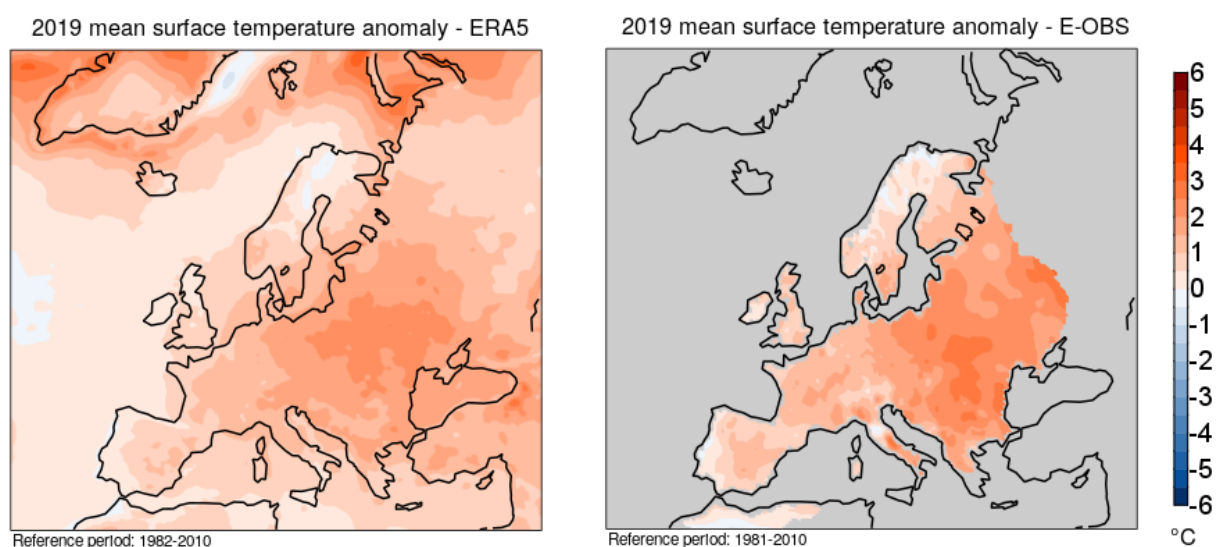 2019 mean surface temperature anomaly - ERA5
2019 mean surface temperature anomaly - E-OBS
6
5
4
3
2
1
0
-1
-2
-3
-4
-5
-6
°C
Reference period: 1982-2010
Reference period: 1981-2010